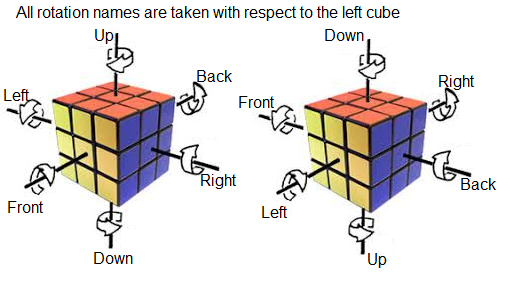 All rotation names are taken with respect to the left cube
Up
Down
Back
Right
Left
Front
Right
Back
Front
Left
Down
Up